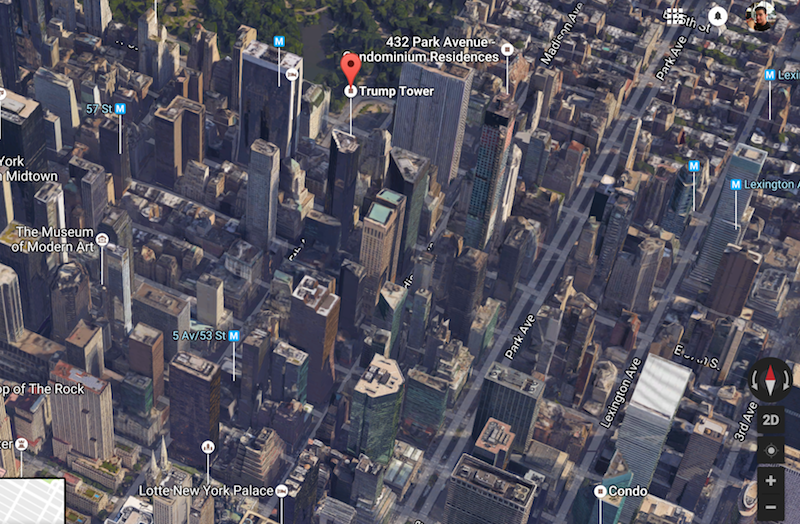 432 Park Avenue -
Condominium Residences
Madison Ave
Park Ave
Trump Tower
57 St
York
n Midtown
Lexin
Lexington A
The Museum
of Modern Art
5 Av/53 St
Park Ave
Lexington Ave
3rd Ave
op of The Rock
2D
ter
Lotte New York Palace
Condo
M
M
M
M
M
M
+
−